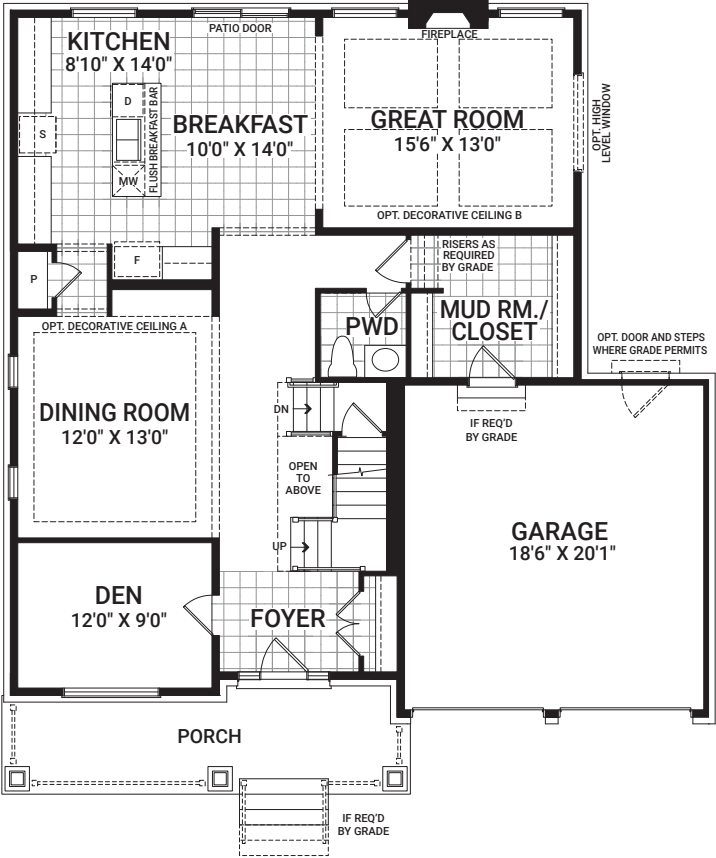 PATIO DOOR
FIREPLACE
KITCHEN
8'10" X 14'0"
D
FLUSH BREAKFAST BAR
S
MW
BREAKFAST
10'0" X 14'0"
GREAT ROOM
15'6" X 13'0"
OPT. HIGH
LEVEL WINDOW
OPT. DECORATIVE CEILING B
F
P
RISERS AS
REQUIRED
BY GRADE
MUD RM./
CLOSET
PWD
OPT. DECORATIVE CEILING A
OPT. DOOR AND STEPS
WHERE GRADE PERMITS
DINING ROOM
12'0" X 13'0"
DN
IF REQ'D
BY GRADE
OPEN
TO
ABOVE
UP
GARAGE
18'6" X 20'1"
DEN
12'0" X 9'0"
FOYER
PORCH
IF REQ'D
BY GRADE